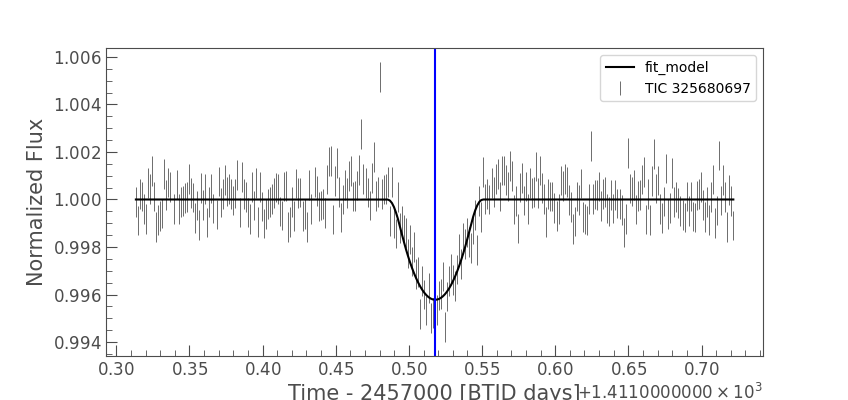 1.006
1.004
1.002
1.000
0.998
0.996
0.994
Normalized Flux
fit_model
TIC 325680697
0.30 0.35 0.40 0.45 0.50 0.55 0.60 0.65 0.70
Time - 2457000 [BTJD days]
+1.4110000000 × 10³